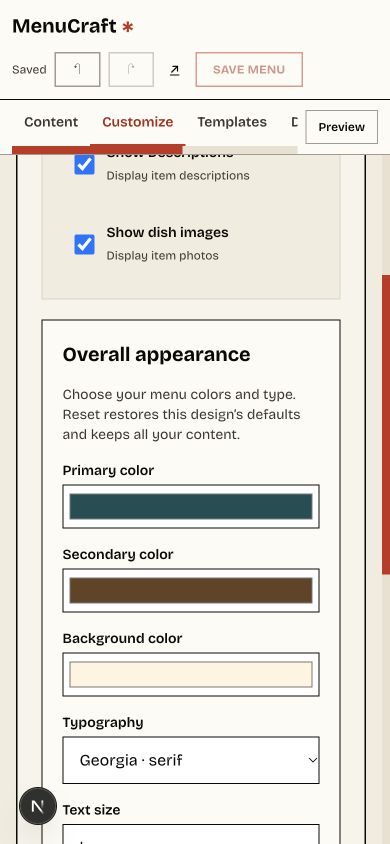 MenuCraft *
Saved
SAVE MENU
Content Customize Templates D
Preview
Show Descriptions
Display item descriptions
Show dish images
Display item photos
Overall appearance
Choose your menu colors and type.
Reset restores this design's defaults
and keeps all your content.
Primary color
Secondary color
Background color
Typography
Georgia · serif
N
Text size